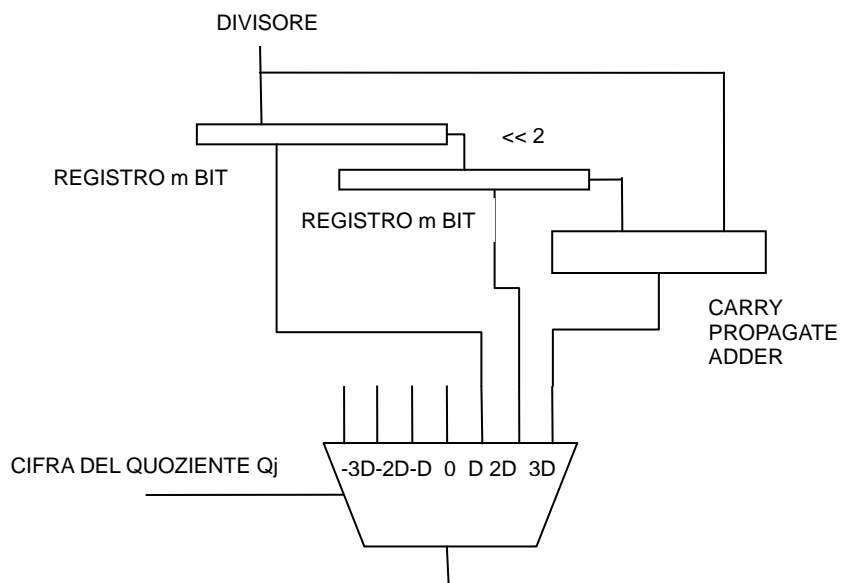 DIVISORE
<< 2
REGISTRO m BIT
REGISTRO m BIT
CARRY
PROPAGATE
ADDER
CIFRA DEL QUOZIENTE Qj
-3D-2D-D 0 D 2D 3D